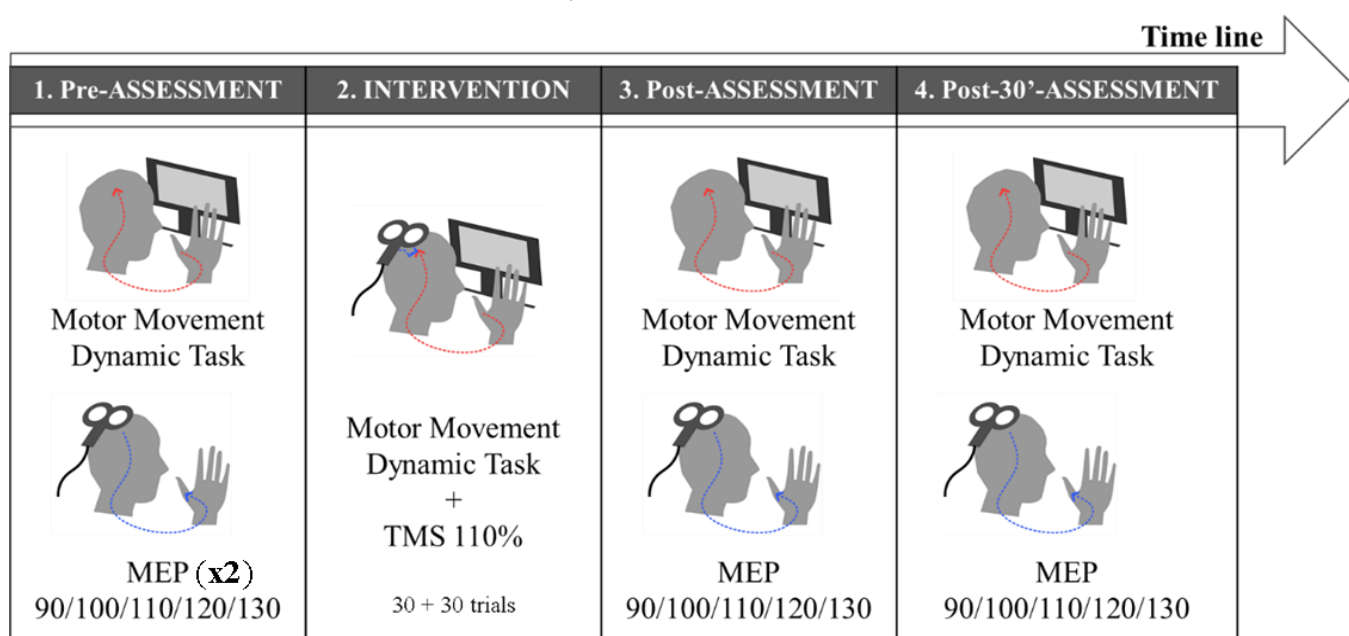 Time line
1. Pre-ASSESSMENT
2. INTERVENTION
3. Post-ASSESSMENT
4. Post-30’-ASSESSMENT
Motor Movement
Dynamic Task
MEP (x2)
90/100/110/120/130
Motor Movement
Dynamic Task
+
TMS 110%
30 + 30 trials
Motor Movement
Dynamic Task
MEP
90/100/110/120/130
Motor Movement
Dynamic Task
MEP
90/100/110/120/130